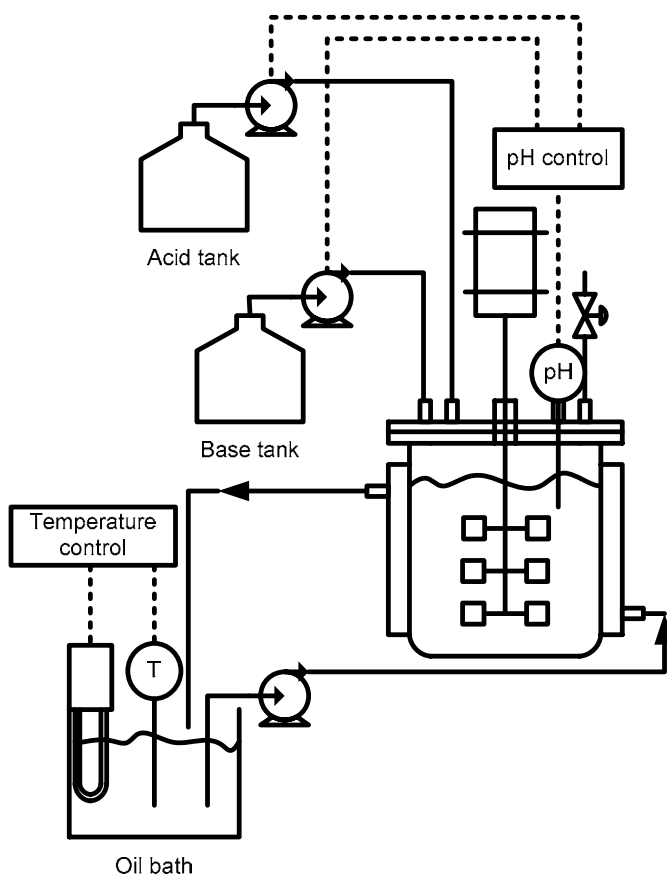 pH control
Acid tank
pH
Base tank
Temperature
control
T
Oil bath